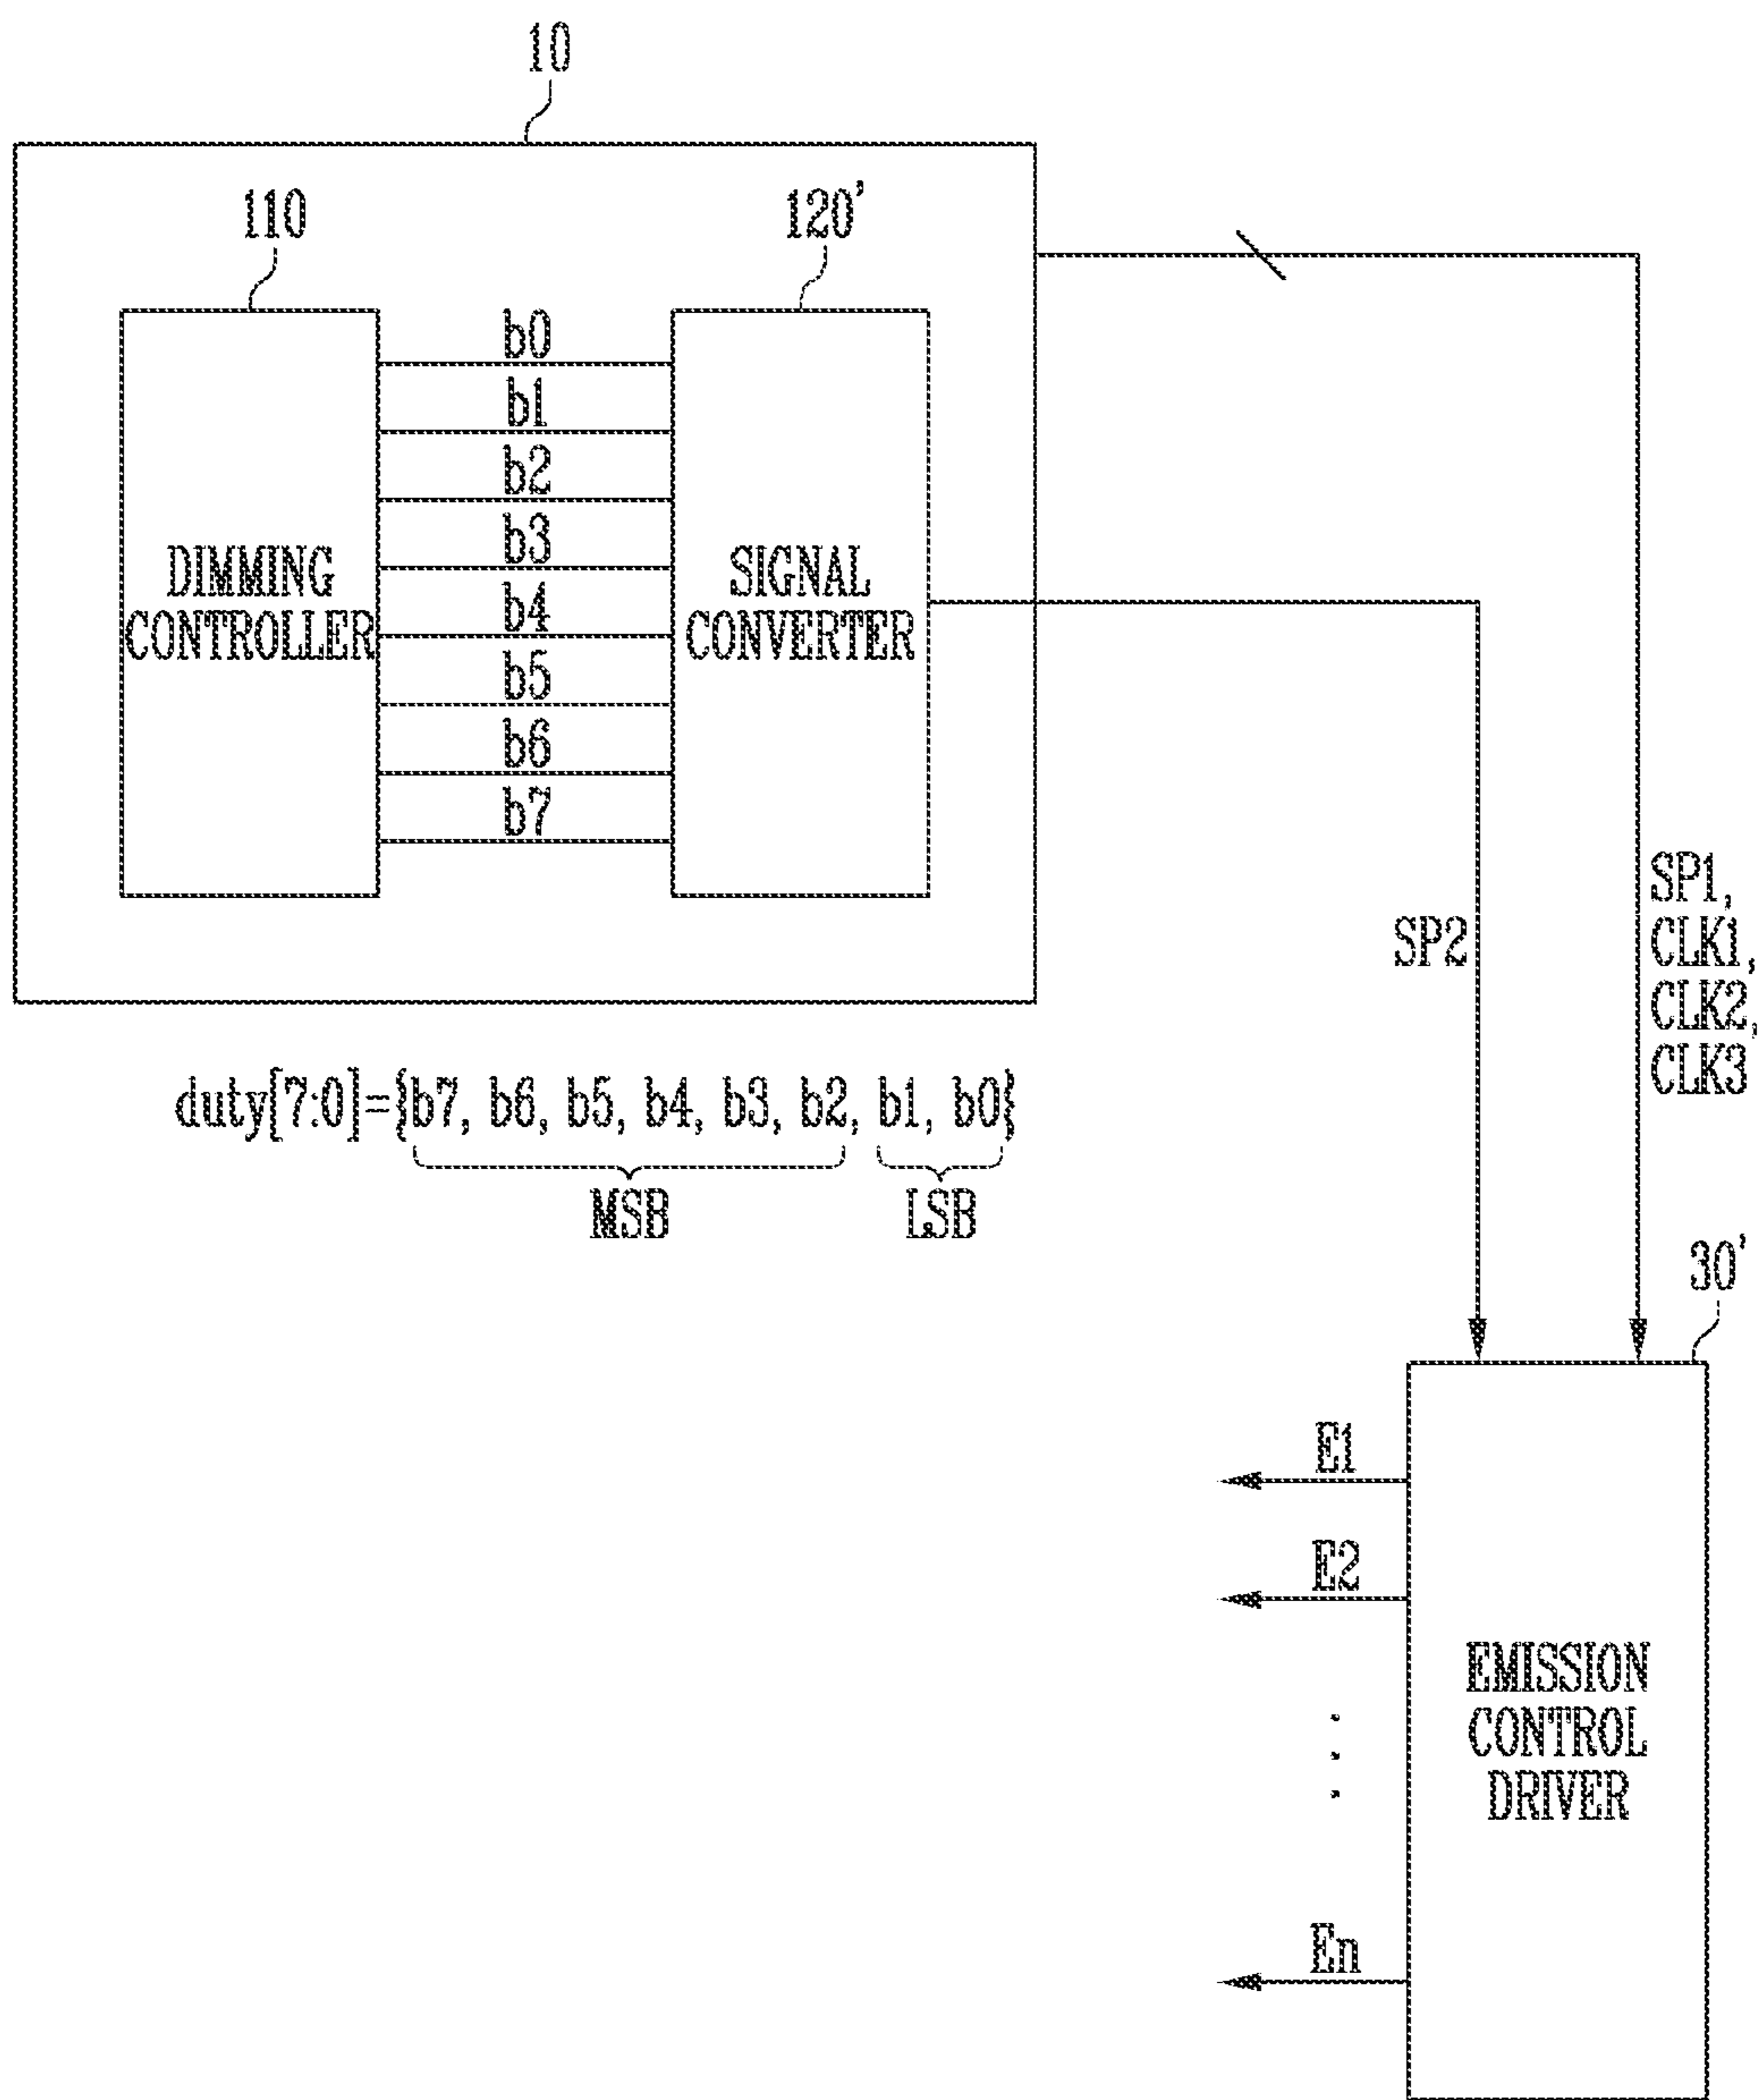 10
110
120'
b0
b1
b2
b3
b4
b5
b6
b7
DIMMING
CONTROLLER
SIGNAL
CONVERTER
SP2
SP1,
CLK1,
CLK2,
CLK3
duty[7:0]={b7, b6, b5, b4, b3, b2, b1, b0}
MSB
LSB
30'
E1
E2
En
EMISSION
CONTROL
DRIVER